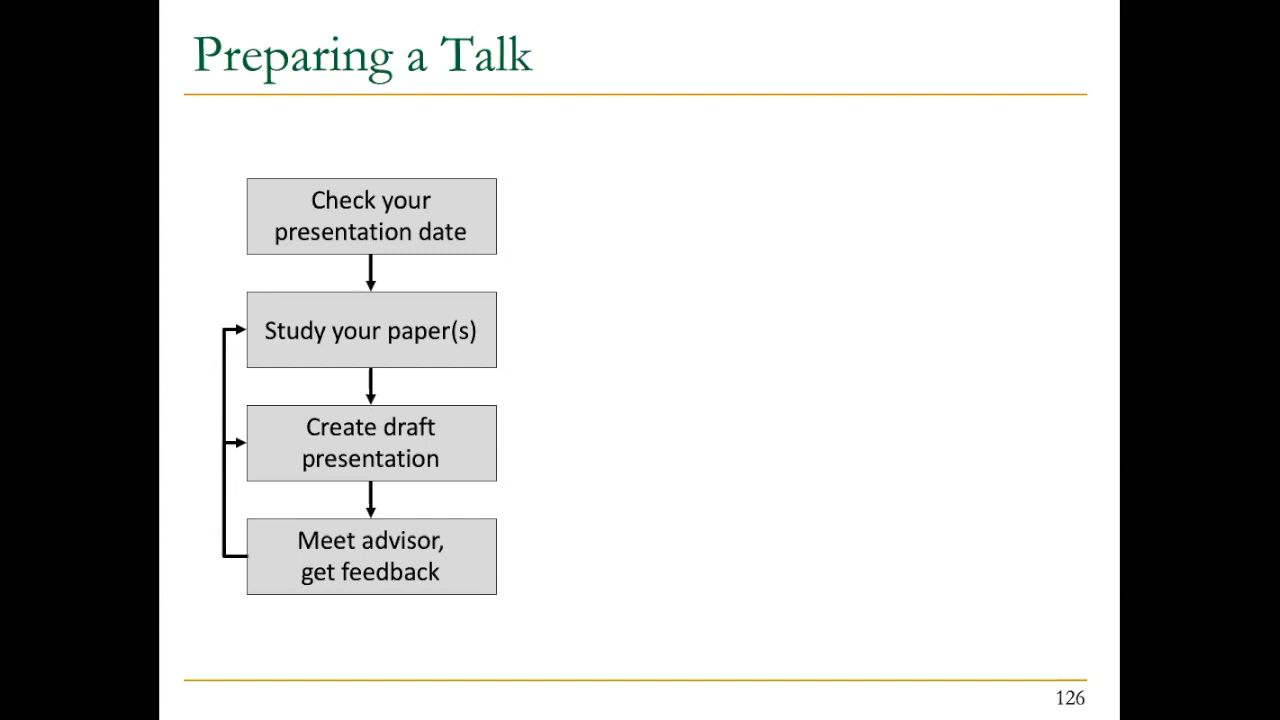 Preparing a Talk
Check your
presentation date
Study your paper(s)
Create draft
presentation
Meet advisor,
get feedback
126